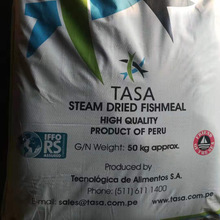 TASA
STEAM DRIED FISHMEAL
HIGH QUALITY
PRODUCT OF PERU
G/N Weight: 50 kg approx.
IFFO
RS
Produced by
Tecnológica de Alimentos S.A.
Phone: (511) 611 1400
E-mail: sales@tasa.com.pe
www.tasa.com.pe